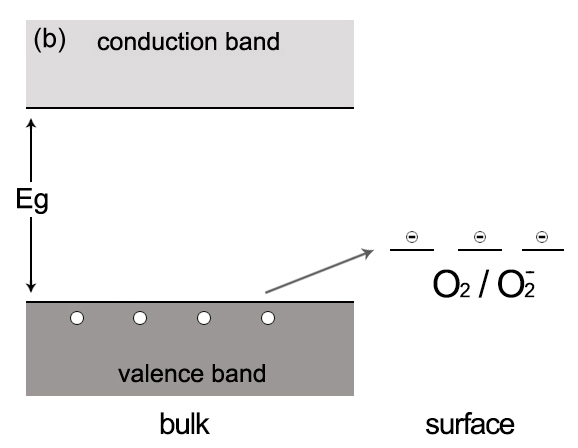 (b) conduction band
Eg
⊖ ⊖ ⊖
O₂ / O₂⁻
valence band
bulk surface